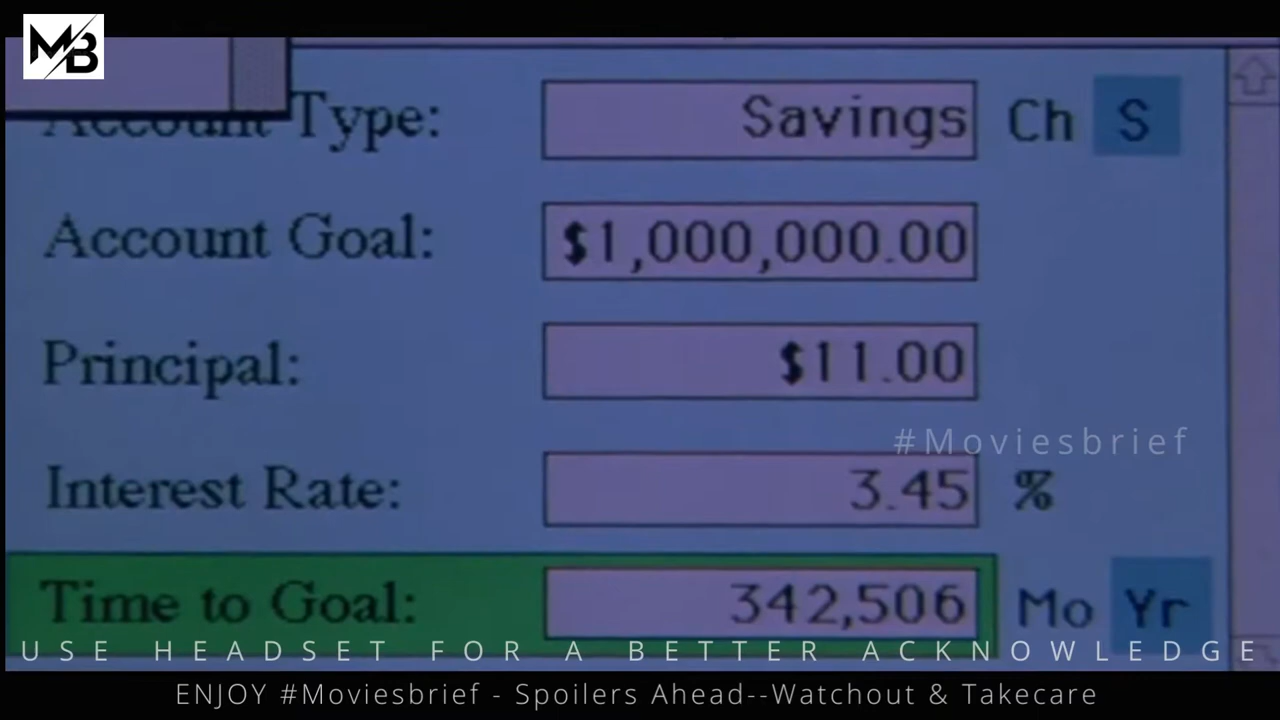 MB
Account Type: Savings Ch S
Account Goal: $1,000,000.00
Principal: $11.00
#Moviesbrief
Interest Rate: 3.45 %
Time to Goal: 342,506 Mo Yr
USE HEADSET FOR A BETTER ACKNOWLEDGE
ENJOY #Moviesbrief - Spoilers Ahead--Watchout & Takecare